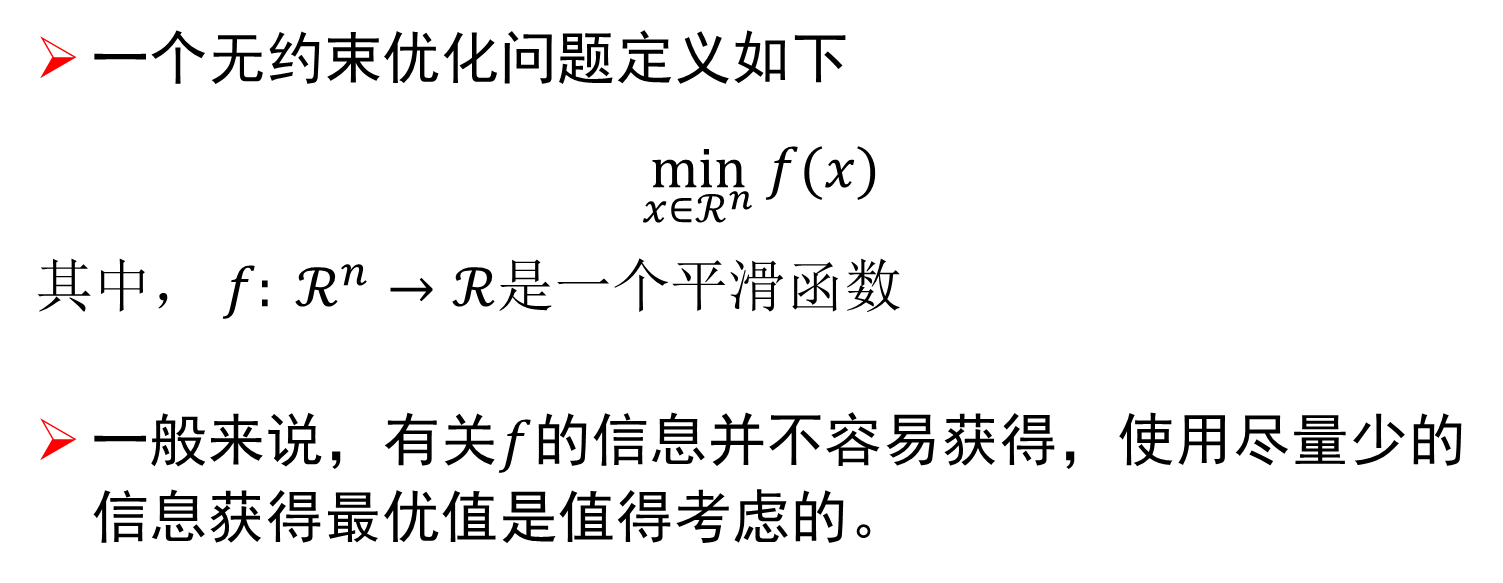 ➢ 一个无约束优化问题定义如下
min f(x)
x∈ℛⁿ
其中， f: ℛⁿ → ℛ是一个平滑函数
➢ 一般来说，有关f的信息并不容易获得，使用尽量少的
信息获得最优值是值得考虑的。